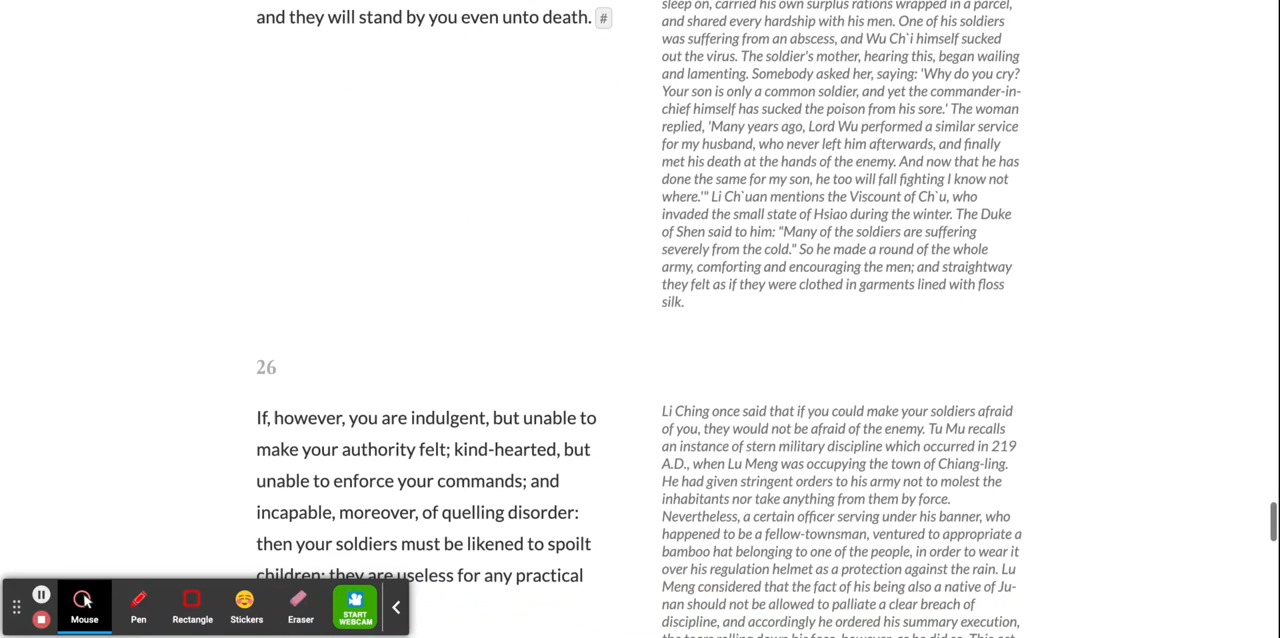 and they will stand by you even unto death. #
26
If, however, you are indulgent, but unable to
make your authority felt; kind-hearted, but
unable to enforce your commands; and
incapable, moreover, of quelling disorder:
then your soldiers must be likened to spoilt
children; they are useless for any practical
sleep on, carried his own surplus rations wrapped in a parcel,
and shared every hardship with his men. One of his soldiers
was suffering from an abscess, and Wu Ch`i himself sucked
out the virus. The soldier's mother, hearing this, began wailing
and lamenting. Somebody asked her, saying: 'Why do you cry?
Your son is only a common soldier, and yet the commander-in-
chief himself has sucked the poison from his sore.' The woman
replied, 'Many years ago, Lord Wu performed a similar service
for my husband, who never left him afterwards, and finally
met his death at the hands of the enemy. And now that he has
done the same for my son, he too will fall fighting I know not
where.'" Li Ch`uan mentions the Viscount of Ch`u, who
invaded the small state of Hsiao during the winter. The Duke
of Shen said to him: "Many of the soldiers are suffering
severely from the cold." So he made a round of the whole
army, comforting and encouraging the men; and straightway
they felt as if they were clothed in garments lined with floss
silk.
Li Ching once said that if you could make your soldiers afraid
of you, they would not be afraid of the enemy. Tu Mu recalls
an instance of stern military discipline which occurred in 219
A.D., when Lu Meng was occupying the town of Chiang-ling.
He had given stringent orders to his army not to molest the
inhabitants nor take anything from them by force.
Nevertheless, a certain officer serving under his banner, who
happened to be a fellow-townsman, ventured to appropriate a
bamboo hat belonging to one of the people, in order to wear it
over his regulation helmet as a protection against the rain. Lu
Meng considered that the fact of his being also a native of Ju-
nan should not be allowed to palliate a clear breach of
discipline, and accordingly he ordered his summary execution,
the tears rolling down his face, however, as he did so. This act
Mouse
Pen
Rectangle
Stickers
Eraser
START
WEBCAM